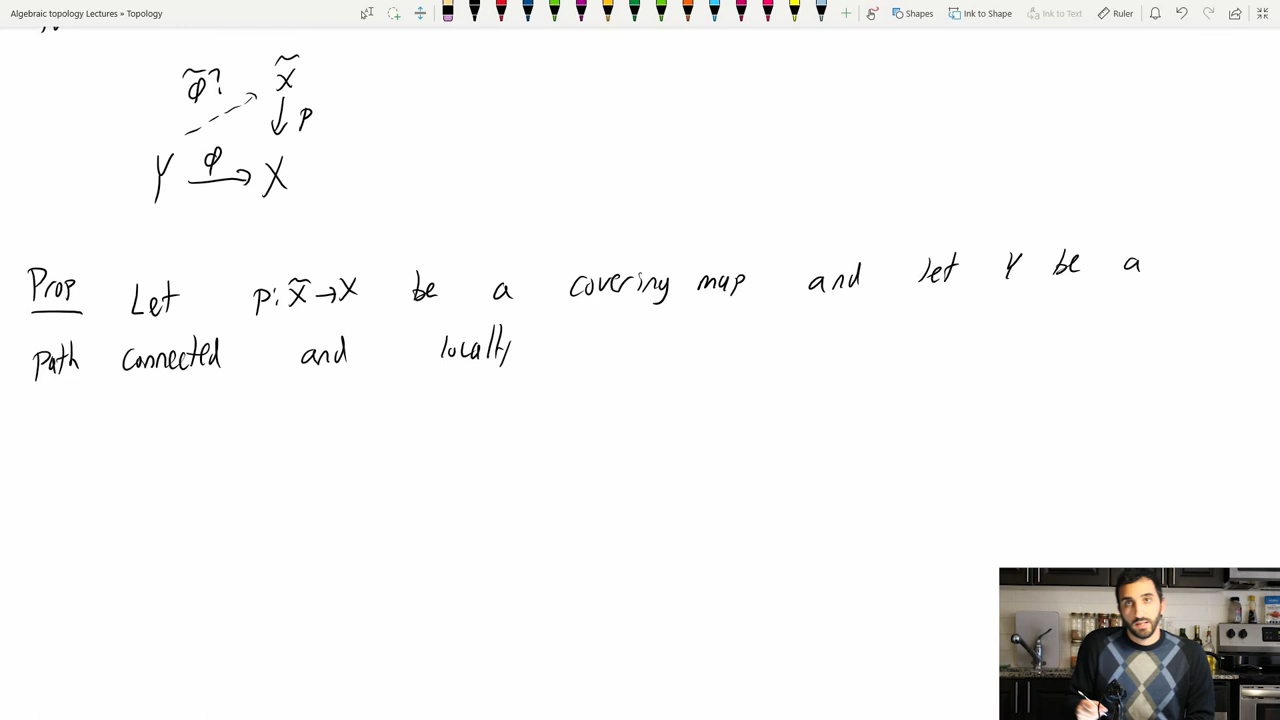 Algebraic topology Lectures » Topology
Shapes
Ink to Shape
Ink to Text
Ruler
φ̃? X̃
p
Y φ→ X
Prop Let p: X̃→X be a covering map and let Y be a
path connected and locally